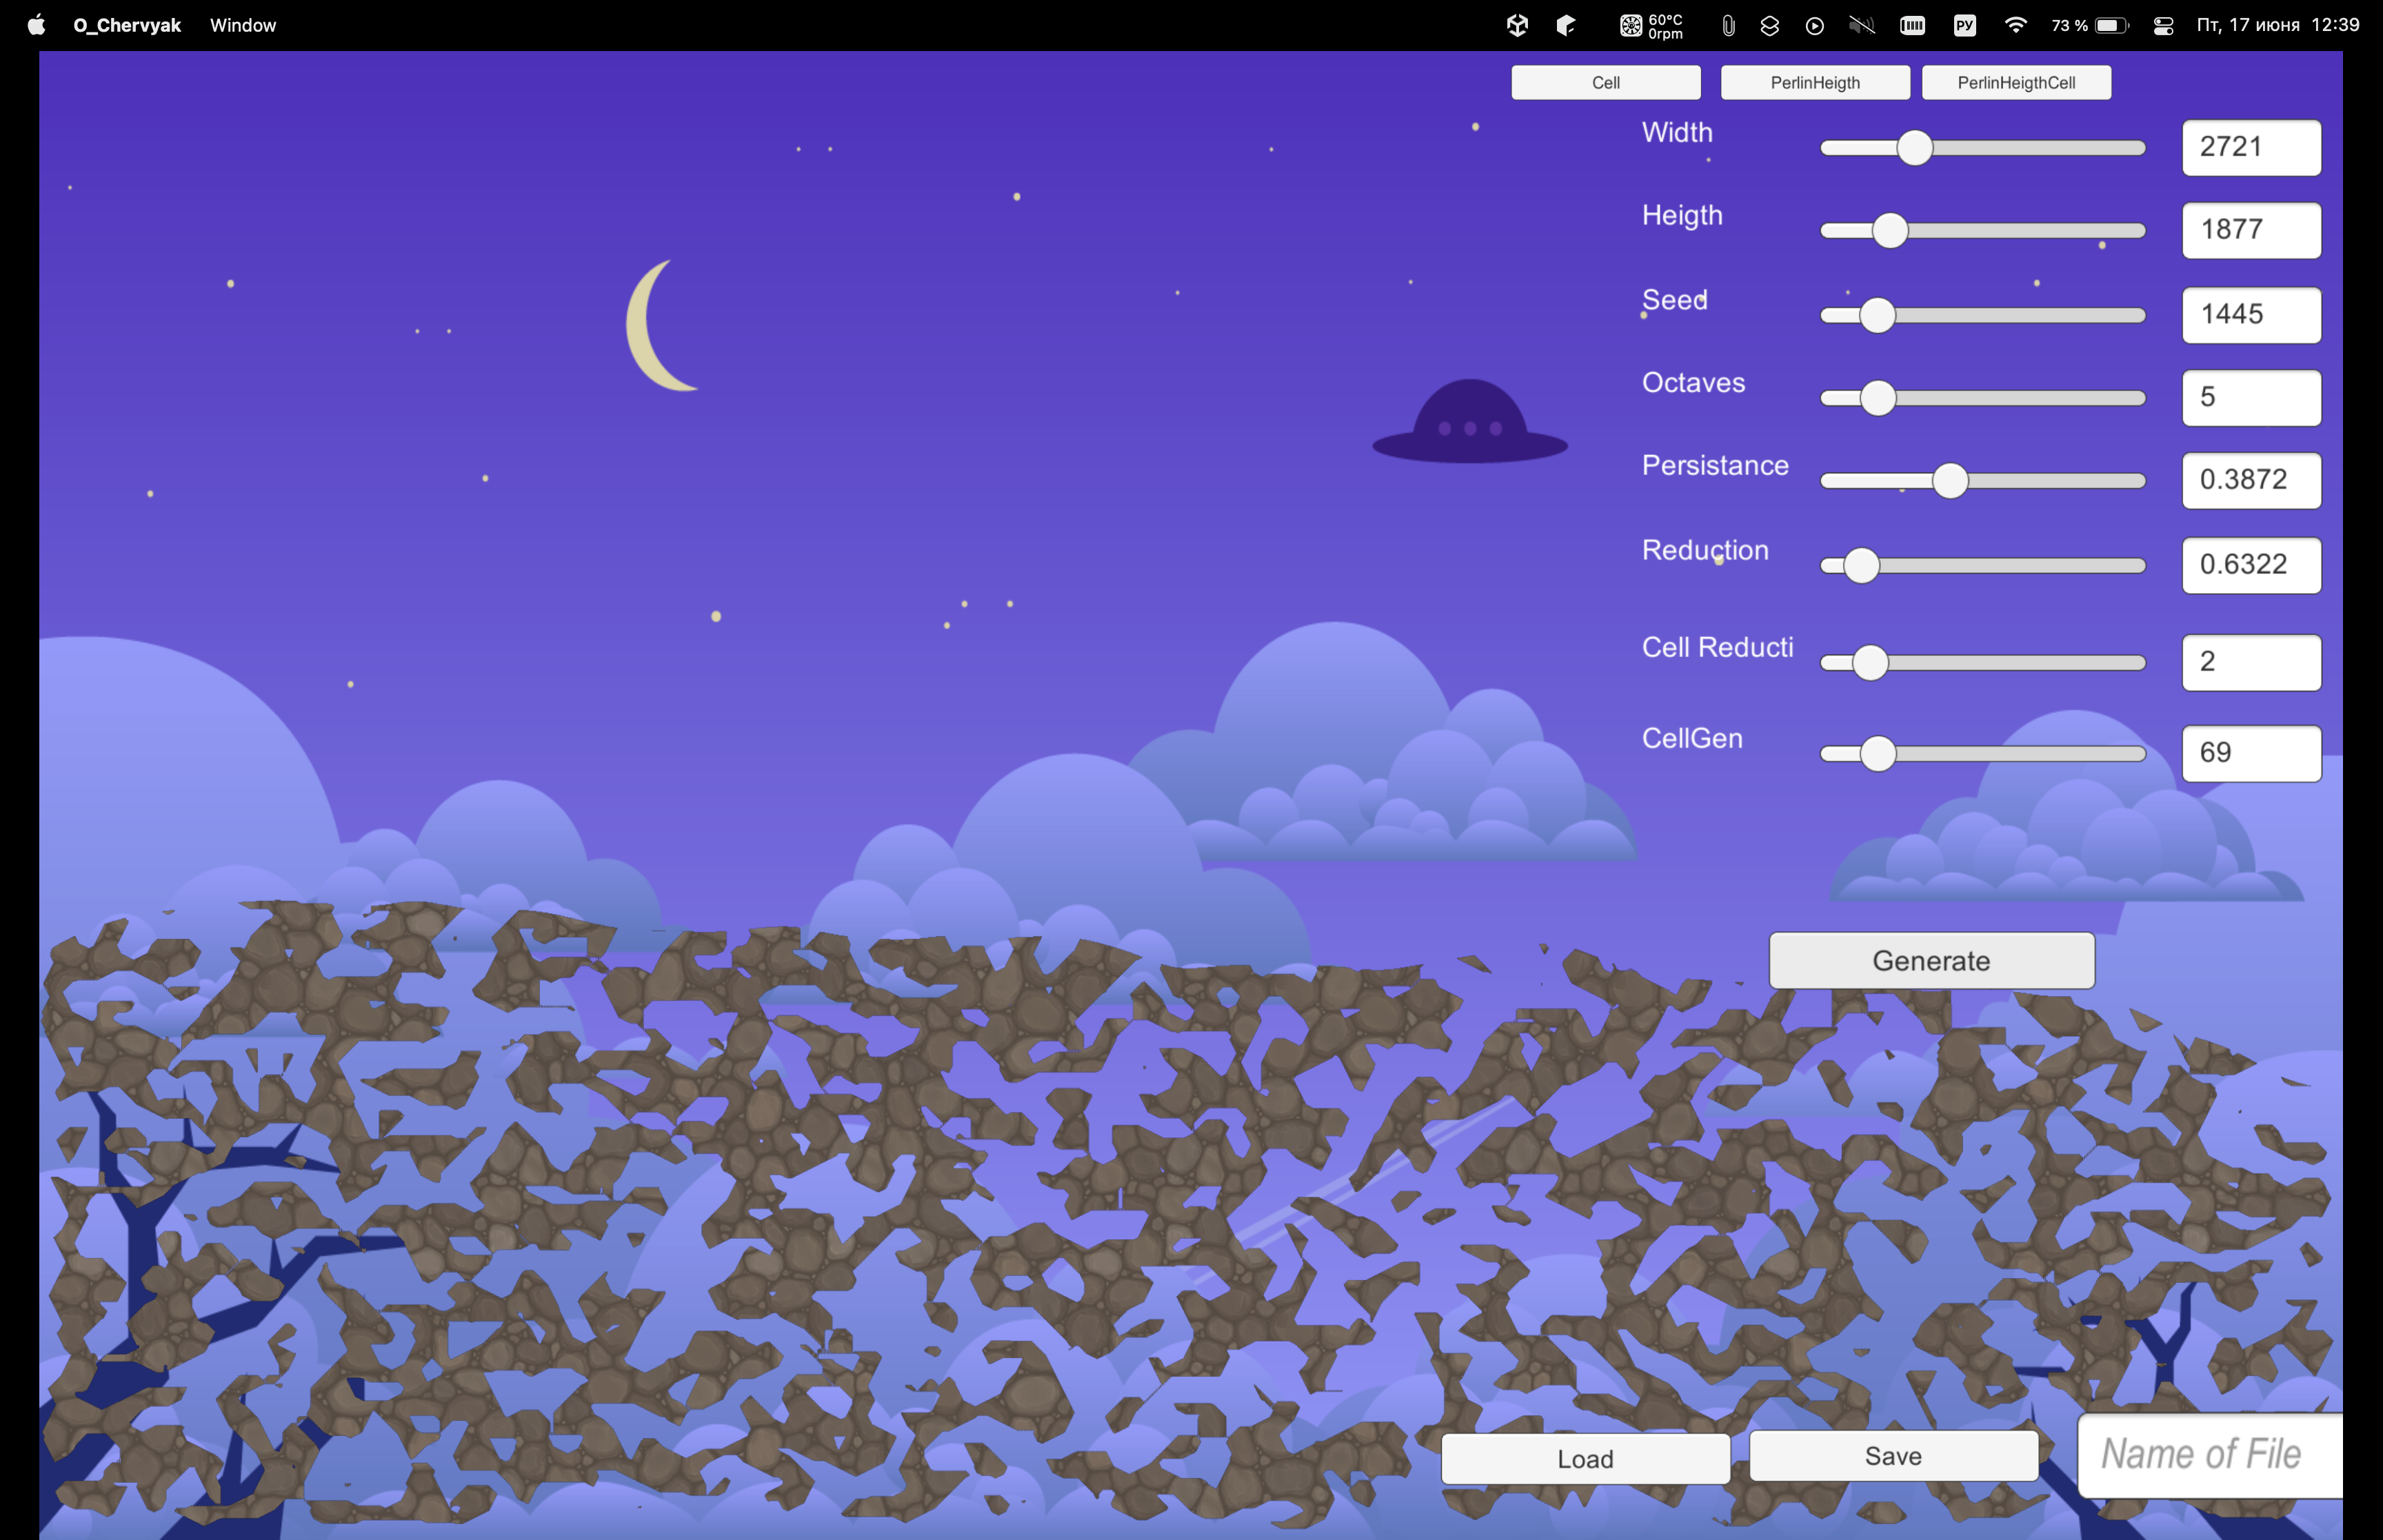 O_Chervyak Window 60°C 0rpm РУ 73 % Пт, 17 июня 12:39
Cell PerlinHeigth PerlinHeigthCell
Width 2721
Heigth 1877
Seed 1445
Octaves 5
Persistance 0.3872
Reduction 0.6322
Cell Reducti 2
CellGen 69
Generate
Load Save Name of File